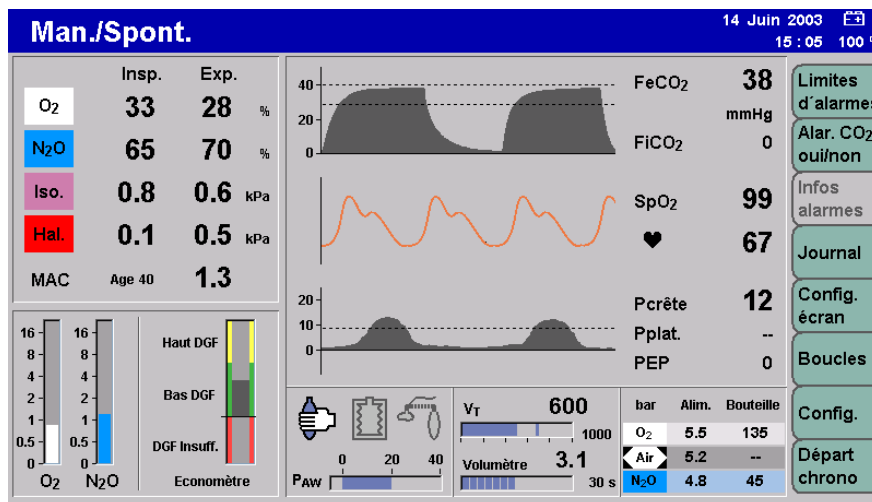 Man./Spont.
14 Juin 2003
15 : 05 100 %
Insp. Exp.
O2 33 28 %
N2O 65 70 %
Iso. 0.8 0.6 kPa
Hal. 0.1 0.5 kPa
MAC Age 40 1.3
40
20
0
FeCO2 38
mmHg
FiCO2 0
SpO2 99
67
20
10
0
Pcrête 12
Pplat. --
PEP 0
16
8
4
2
1
0.5
0
O2
16
8
4
2
1
0.5
0
N2O
Haut DGF
Bas DGF
DGF Insuff.
Economètre
0 20 40
PAW
VT 600
1000
Volumètre 3.1
30 s
bar Alim. Bouteille
O2 5.5 135
Air 5.2 --
N2O 4.8 45
Limites
d´alarmes
Alar. CO2
oui/non
Infos
alarmes
Journal
Config.
écran
Boucles
Config.
Départ
chrono